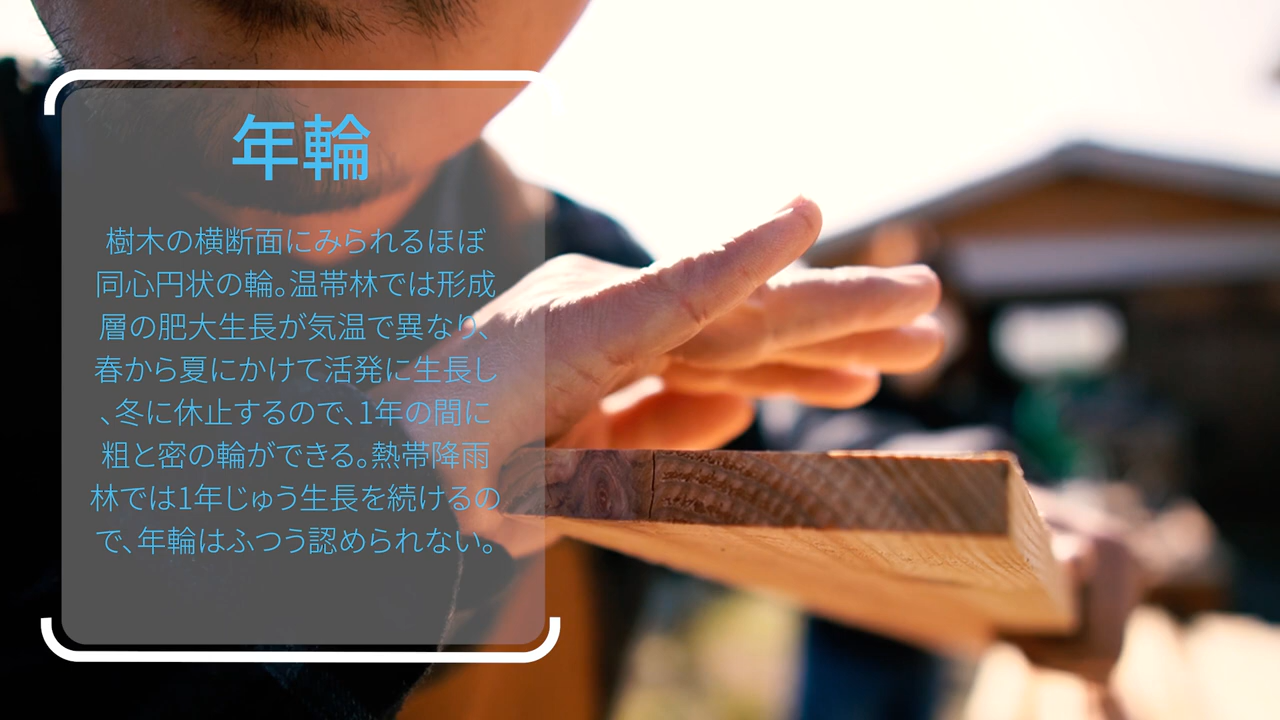 年輪
樹木の横断面にみられるほぼ
同心円状の輪。温帯林では形成
層の肥大生長が気温で異なり、
春から夏にかけて活発に生長し
、冬に休止するので、1年の間に
粗と密の輪ができる。熱帯降雨
林では1年じゅう生長を続けるの
で、年輪はふつう認められない。